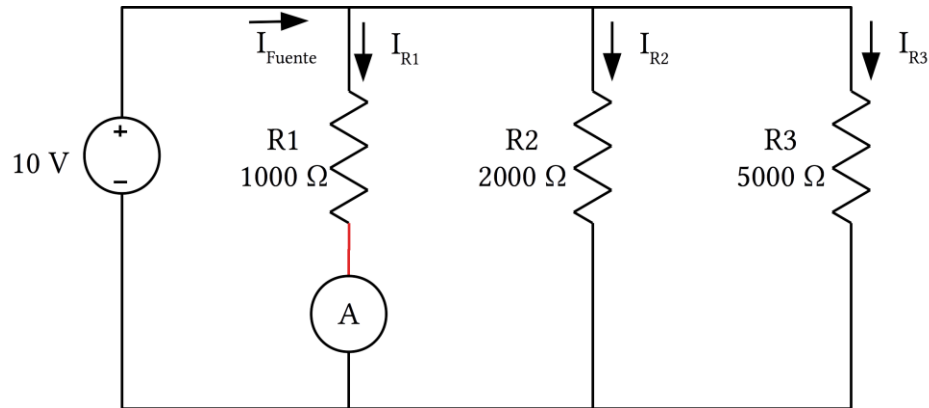 I_Fuente
I_R1
I_R2
I_R3
10 V
+
−
R1
1000 Ω
R2
2000 Ω
R3
5000 Ω
A